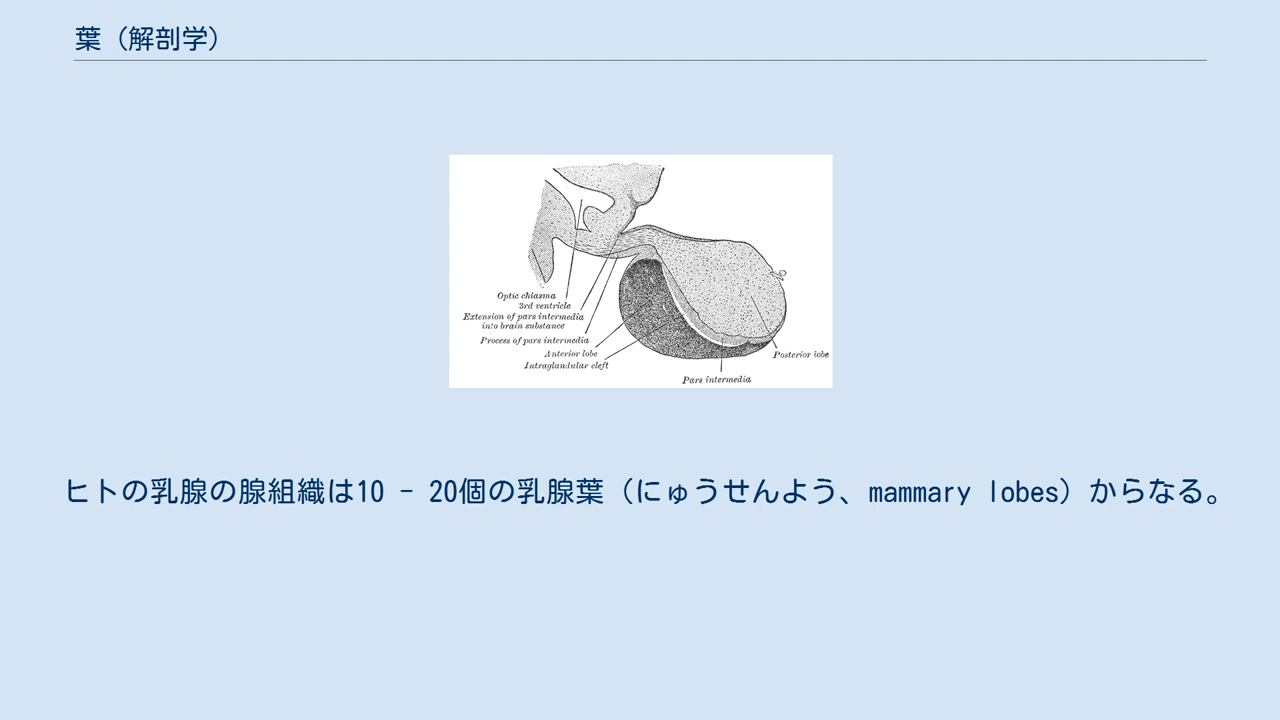 葉（解剖学）
Optic chiasma
3rd ventricle
Extension of pars intermedia
into brain substance
Process of pars intermedia
Anterior lobe
Intraglandular cleft
Posterior lobe
Pars intermedia
ヒトの乳腺の腺組織は10 - 20個の乳腺葉（にゅうせんよう、mammary lobes）からなる。